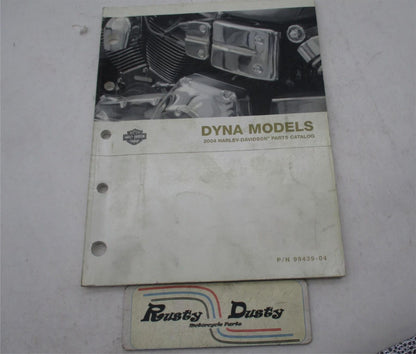 DYNA MODELS
2004 HARLEY-DAVIDSON® PARTS CATALOG
P/N 99439-04
Rusty Dusty
Motorcycle Parts